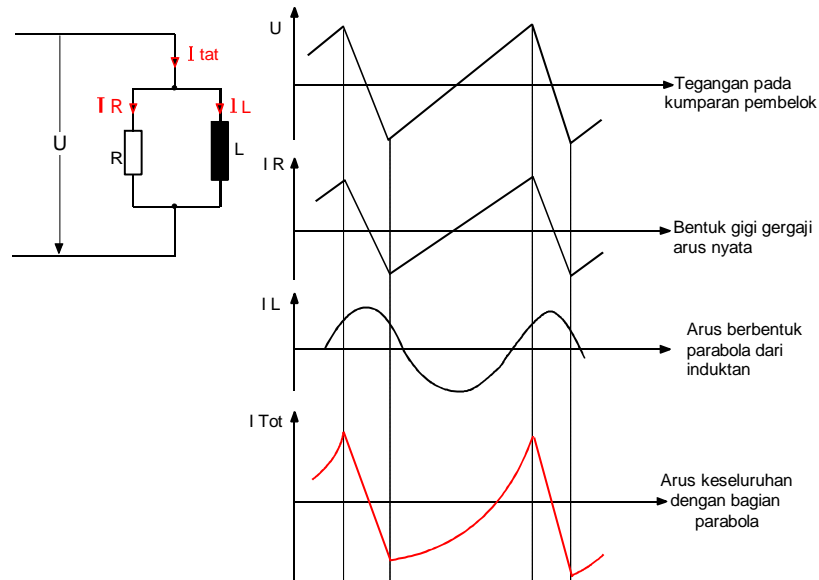 I tat
I R
I L
U
R
L
U
Tegangan pada
kumparan pembelok
I R
Bentuk gigi gergaji
arus nyata
I L
Arus berbentuk
parabola dari
induktan
I Tot
Arus keseluruhan
dengan bagian
parabola